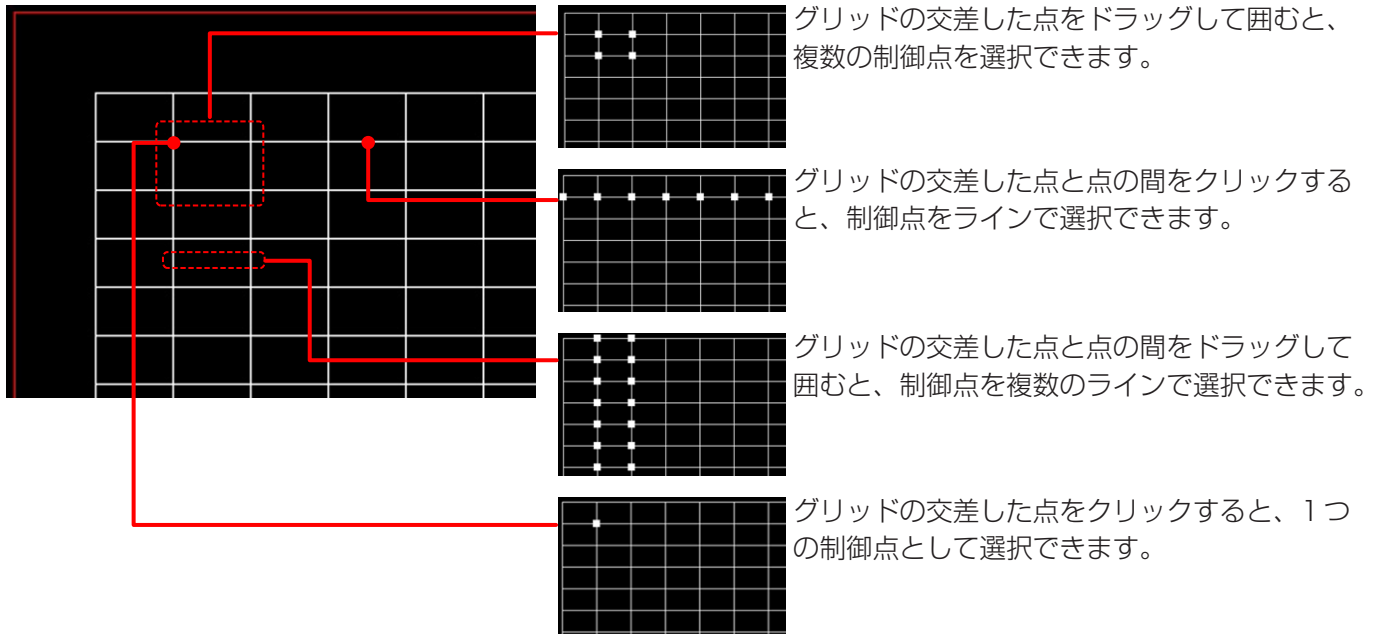 グリッドの交差した点をドラッグして囲むと、
複数の制御点を選択できます。
グリッドの交差した点と点の間をクリックする
と、制御点をラインで選択できます。
グリッドの交差した点と点の間をドラッグして
囲むと、制御点を複数のラインで選択できます。
グリッドの交差した点をクリックすると、1つ
の制御点として選択できます。